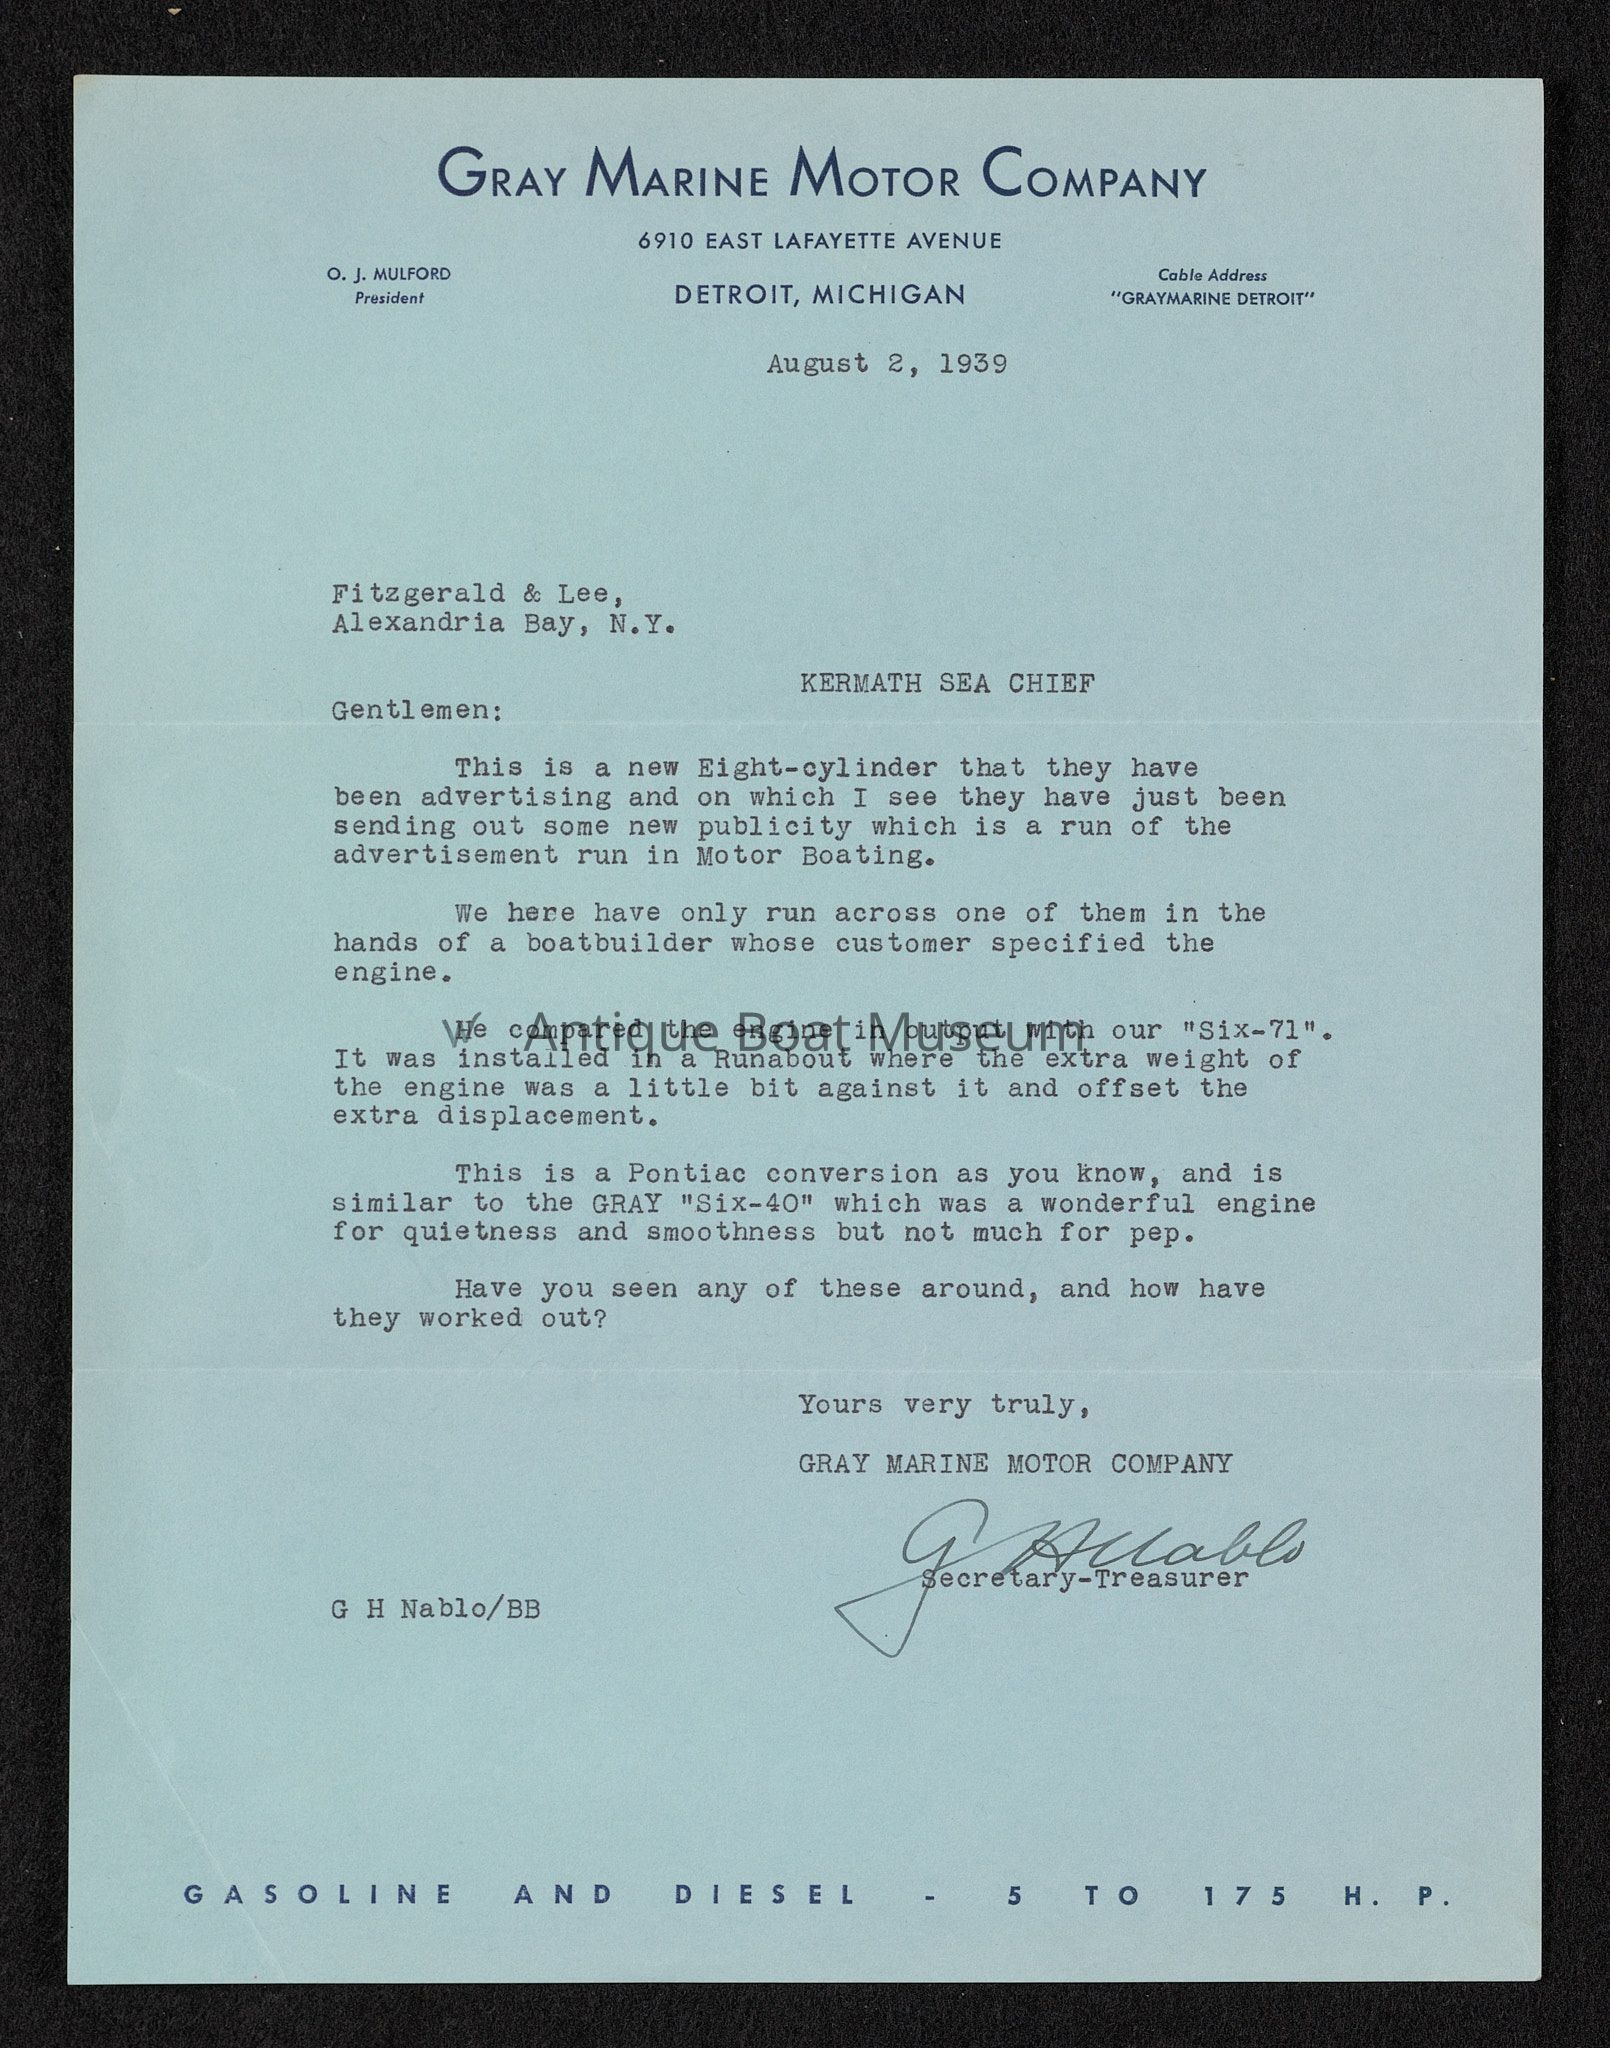 GRAY MARINE MOTOR COMPANY
6910 EAST LAFAYETTE AVENUE
O. J. MULFORD
President
DETROIT, MICHIGAN
Cable Address
"GRAYMARINE DETROIT"
August 2, 1939
Fitzgerald & Lee,
Alexandria Bay, N.Y.
KERMATH SEA CHIEF
Gentlemen:
This is a new Eight-cylinder that they have
been advertising and on which I see they have just been
sending out some new publicity which is a run of the
advertisement run in Motor Boating.
We here have only run across one of them in the
hands of a boatbuilder whose customer specified the
engine.
He compared the engine in output with our "Six-71".
Antique Boat Museum
It was installed in a Runabout where the extra weight of
the engine was a little bit against it and offset the
extra displacement.
This is a Pontiac conversion as you know, and is
similar to the GRAY "Six-40" which was a wonderful engine
for quietness and smoothness but not much for pep.
Have you seen any of these around, and how have
they worked out?
Yours very truly,
GRAY MARINE MOTOR COMPANY
G H Nablo
Secretary-Treasurer
G H Nablo/BB
GASOLINE AND DIESEL - 5 TO 175 H. P.